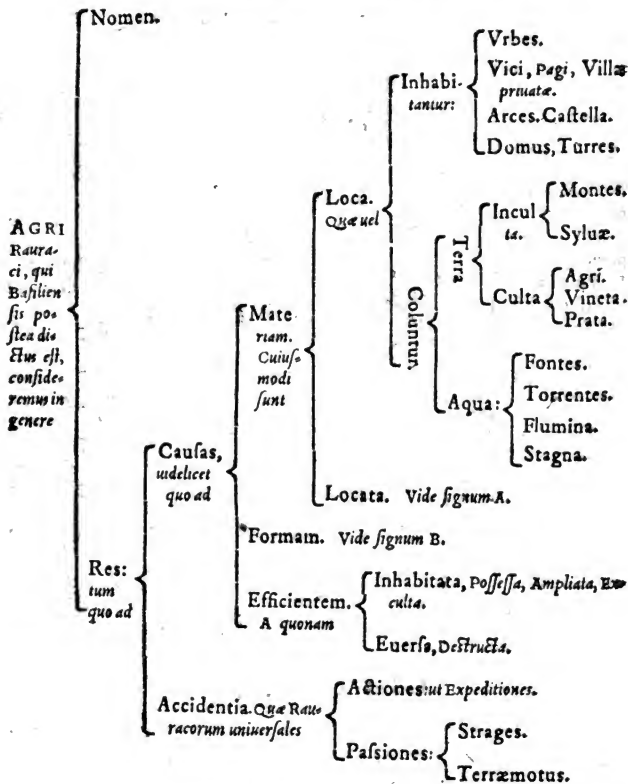 AGRI
Raura-
ci, qui
Basilien
sis po-
stea di-
ctus est,
conside-
remus in
genere
Nomen.
Res:
tum
quo ad
Causas,
uidelicet
quo ad
Mate
riam.
Cuius-
modi
sunt
Loca.
Quæ uel
Inhabi-
tantur:
Vrbes.
Vici, Pagi, Villæ
priuatæ.
Arces. Castella.
Domus, Turres.
Coluntur.
Terra
Incul
ta.
Montes.
Syluæ.
Culta
Agri.
Vineta.
Prata.
Aqua:
Fontes.
Torrentes.
Flumina.
Stagna.
Locata. Vide signum A.
Formam. Vide signum B.
Efficientem.
A quonam
Inhabitata, Possessa, Ampliata, Ex-
culta.
Euersa, Destructa.
Accidentia. Quæ Rau-
racorum uniuersales
Actiones: ut Expeditiones.
Passiones:
Strages.
Terræmotus.